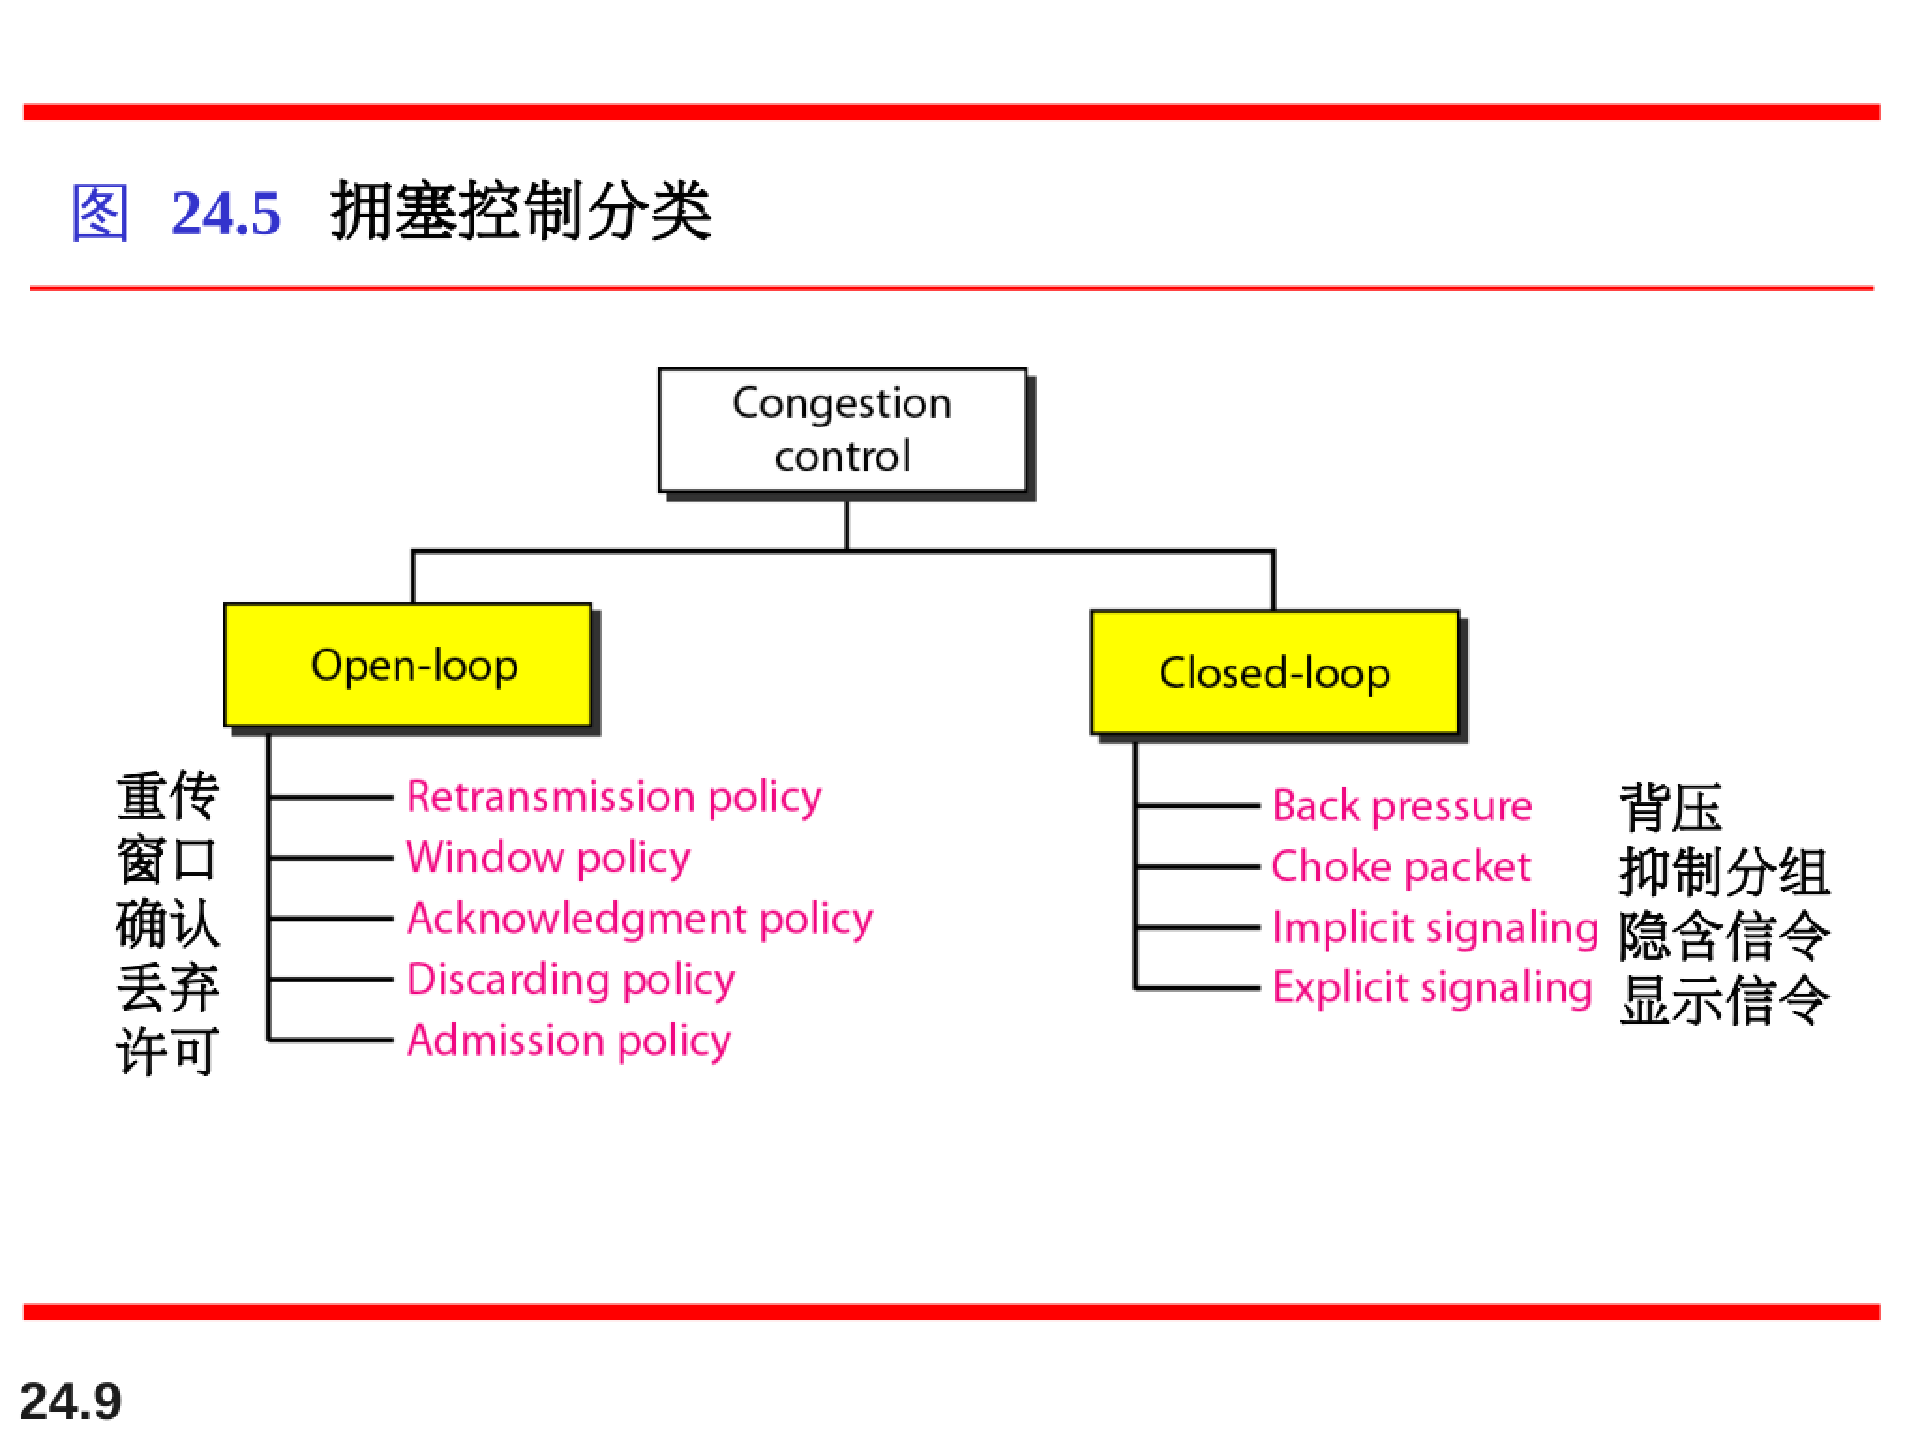 图 24.5 拥塞控制分类
Congestion
control
Open-loop
Closed-loop
重传
窗口
确认
丢弃
许可
Retransmission policy
Window policy
Acknowledgment policy
Discarding policy
Admission policy
Back pressure
Choke packet
Implicit signaling
Explicit signaling
背压
抑制分组
隐含信令
显示信令
24.9